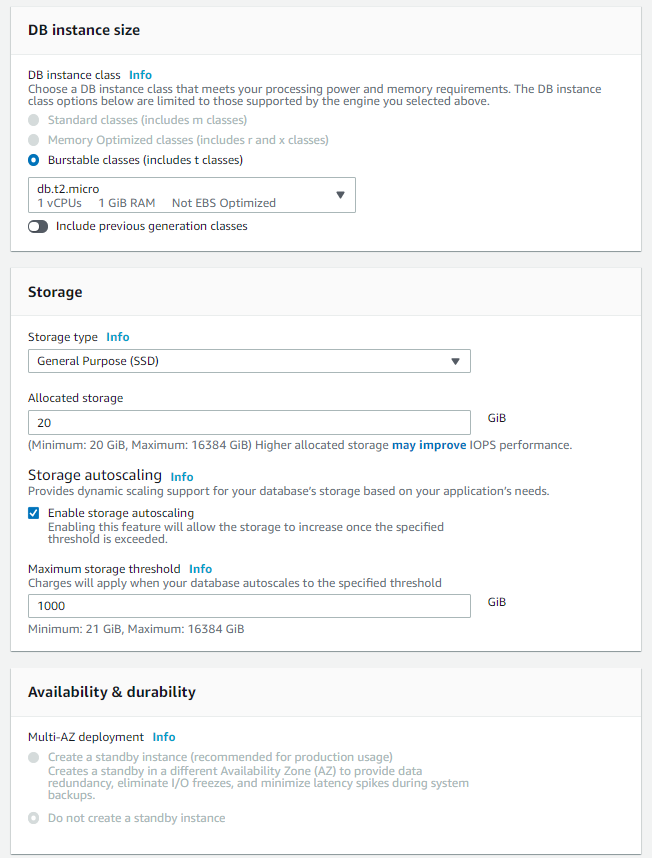 DB instance size
DB instance class Info
Choose a DB instance class that meets your processing power and memory requirements. The DB instance
class options below are limited to those supported by the engine you selected above.
Standard classes (includes m classes)
Memory Optimized classes (includes r and x classes)
Burstable classes (includes t classes)
db.t2.micro
1 vCPUs 1 GiB RAM Not EBS Optimized
Include previous generation classes
Storage
Storage type Info
General Purpose (SSD)
Allocated storage
20 GiB
(Minimum: 20 GiB, Maximum: 16384 GiB) Higher allocated storage may improve IOPS performance.
Storage autoscaling Info
Provides dynamic scaling support for your database's storage based on your application's needs.
Enable storage autoscaling
Enabling this feature will allow the storage to increase once the specified
threshold is exceeded.
Maximum storage threshold Info
Charges will apply when your database autoscales to the specified threshold
1000 GiB
Minimum: 21 GiB, Maximum: 16384 GiB
Availability & durability
Multi-AZ deployment Info
Create a standby instance (recommended for production usage)
Creates a standby in a different Availability Zone (AZ) to provide data
redundancy, eliminate I/O freezes, and minimize latency spikes during system
backups.
Do not create a standby instance